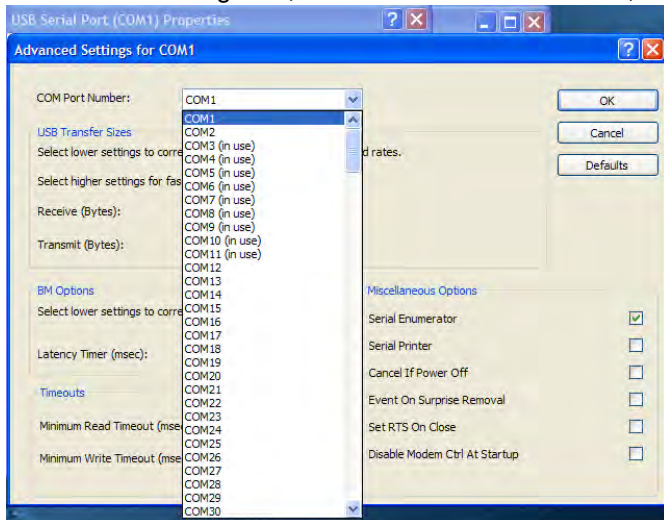 USB Serial Port (COM1) Properties
Advanced Settings for COM1
COM Port Number:
COM1
OK
Cancel
Defaults
COM1
COM2
COM3 (in use)
COM4 (in use)
COM5 (in use)
COM6 (in use)
COM7 (in use)
COM8 (in use)
COM9 (in use)
COM10 (in use)
COM11 (in use)
COM12
COM13
COM14
COM15
COM16
COM17
COM18
COM19
COM20
COM21
COM22
COM23
COM24
COM25
COM26
COM27
COM28
COM29
COM30
USB Transfer Sizes
Select lower settings to corre
d rates.
Select higher settings for fas
Receive (Bytes):
Transmit (Bytes):
BM Options
Select lower settings to corre
Latency Timer (msec):
Timeouts
Minimum Read Timeout (mse
Minimum Write Timeout (mse
Miscellaneous Options
Serial Enumerator
Serial Printer
Cancel If Power Off
Event On Surprise Removal
Set RTS On Close
Disable Modem Ctrl At Startup